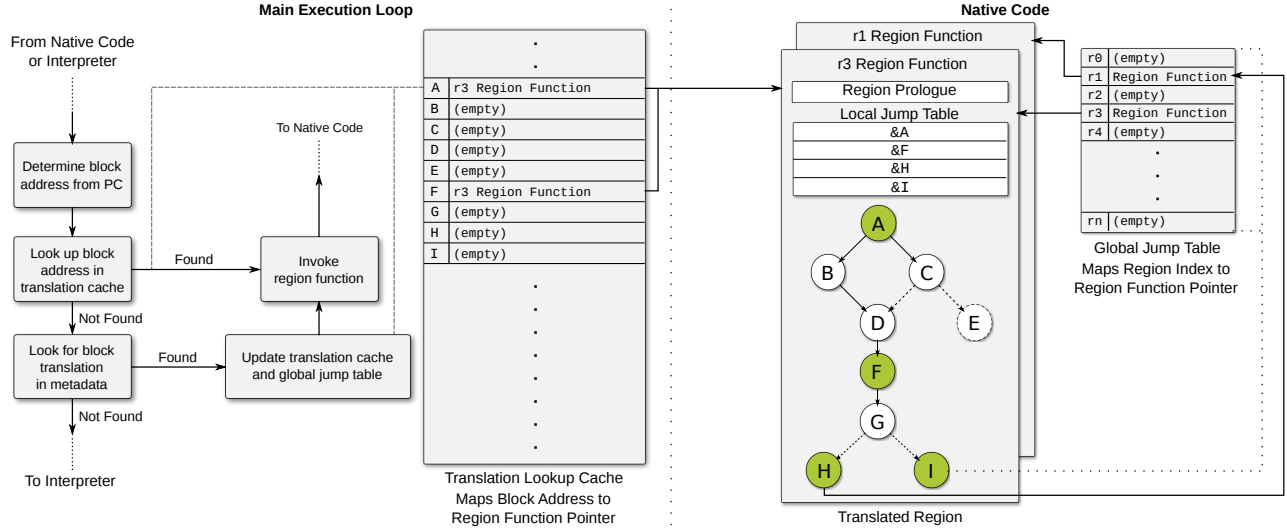 Main Execution Loop
From Native Code
or Interpreter
Determine block
address from PC
Look up block
address in
translation cache
Found
Not Found
Look for block
translation
in metadata
Found
Not Found
To Interpreter
To Native Code
Invoke
region function
Update translation cache
and global jump table
A r3 Region Function
B (empty)
C (empty)
D (empty)
E (empty)
F r3 Region Function
G (empty)
H (empty)
I (empty)
Translation Lookup Cache
Maps Block Address to
Region Function Pointer
Native Code
r1 Region Function
r3 Region Function
Region Prologue
Local Jump Table
&A
&F
&H
&I
A
B
C
D
E
F
G
H
I
Translated Region
r0 (empty)
r1 Region Function
r2 (empty)
r3 Region Function
r4 (empty)
rn (empty)
Global Jump Table
Maps Region Index to
Region Function Pointer